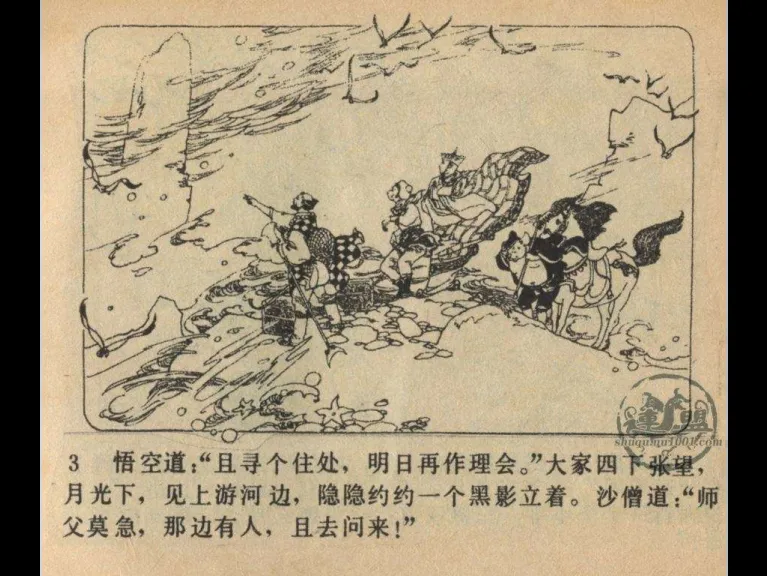 3 悟空道：“且寻个住处，明日再作理会。”大家四下张望，
月光下，见上游河边，隐隐约约一个黑影立着。沙僧道：“师
父莫急，那边有人，且去问来！”
shuqumu1001.com